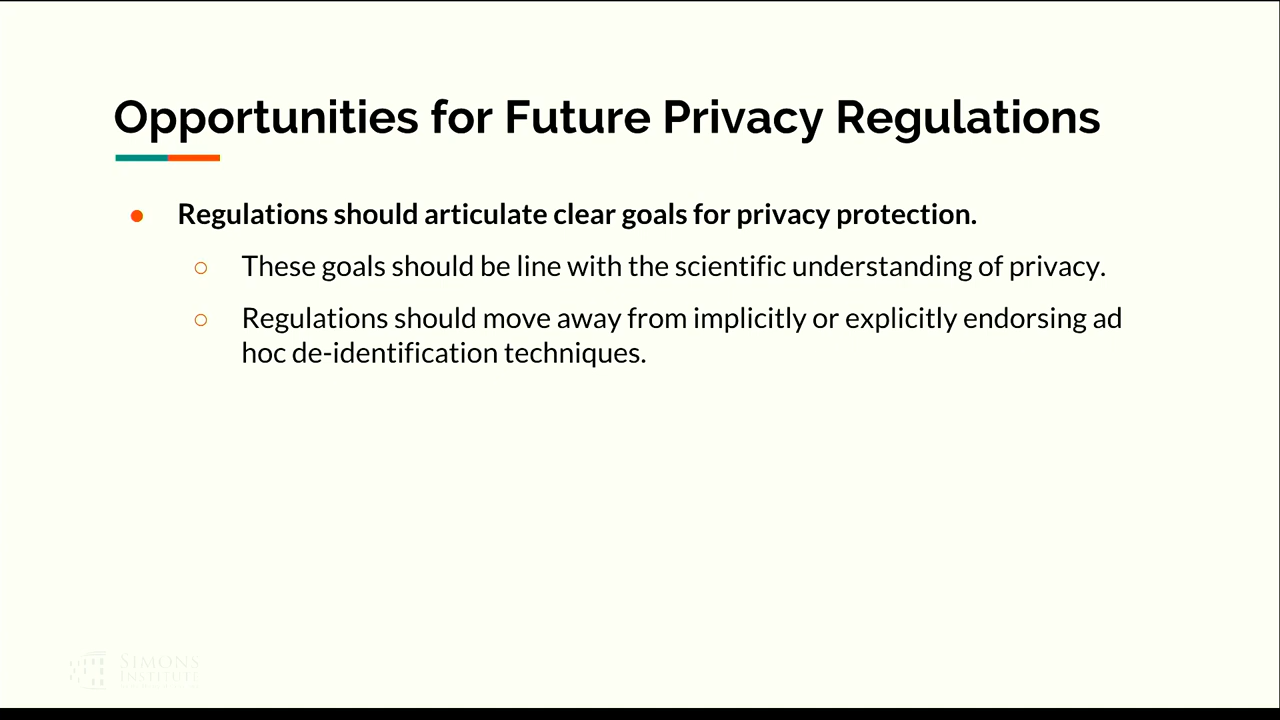 Opportunities for Future Privacy Regulations
● Regulations should articulate clear goals for privacy protection.
○ These goals should be line with the scientific understanding of privacy.
○ Regulations should move away from implicitly or explicitly endorsing ad
hoc de-identification techniques.
SIMONS
INSTITUTE